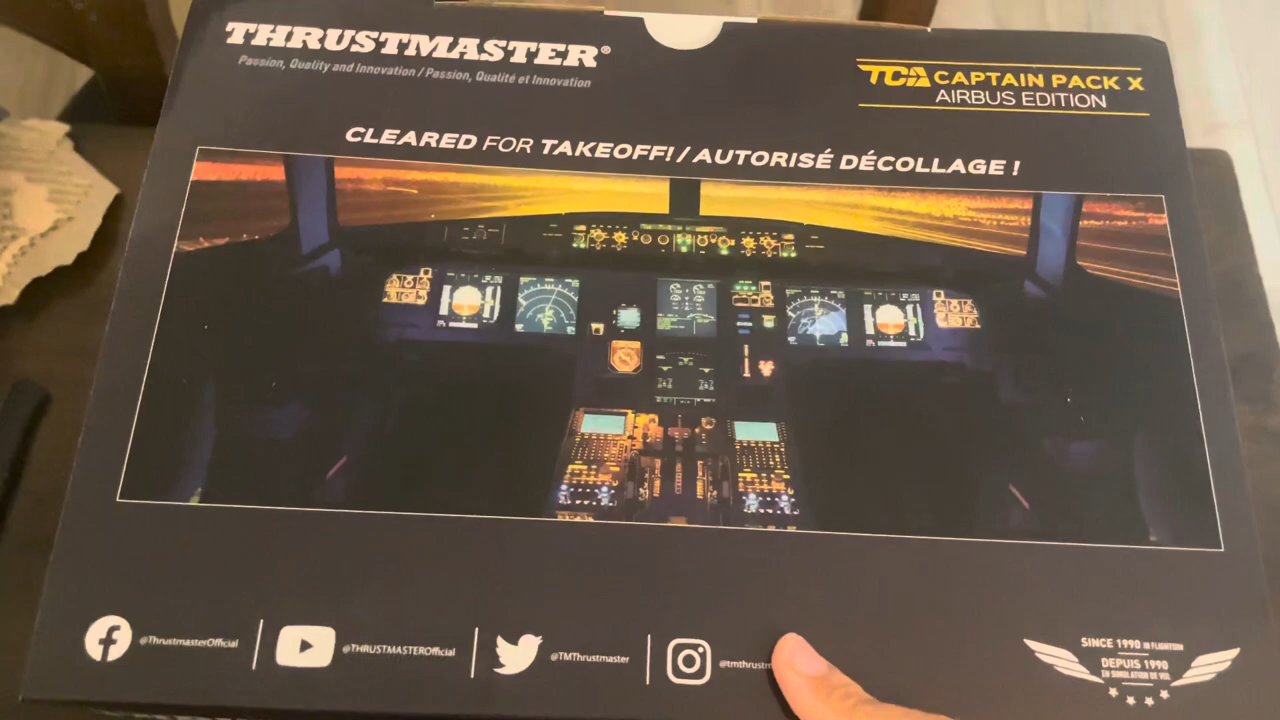 THRUSTMASTER®
Passion, Quality and Innovation / Passion, Qualité et Innovation
TCA CAPTAIN PACK X
AIRBUS EDITION
CLEARED FOR TAKEOFF! / AUTORISÉ DÉCOLLAGE !
@ThrustmasterOfficial
@THRUSTMASTEROfficial
@TMThrustmaster
@tmthrustm
SINCE 1990 IN FLIGHTSIM
DEPUIS 1990
EN SIMULATION DE VOL